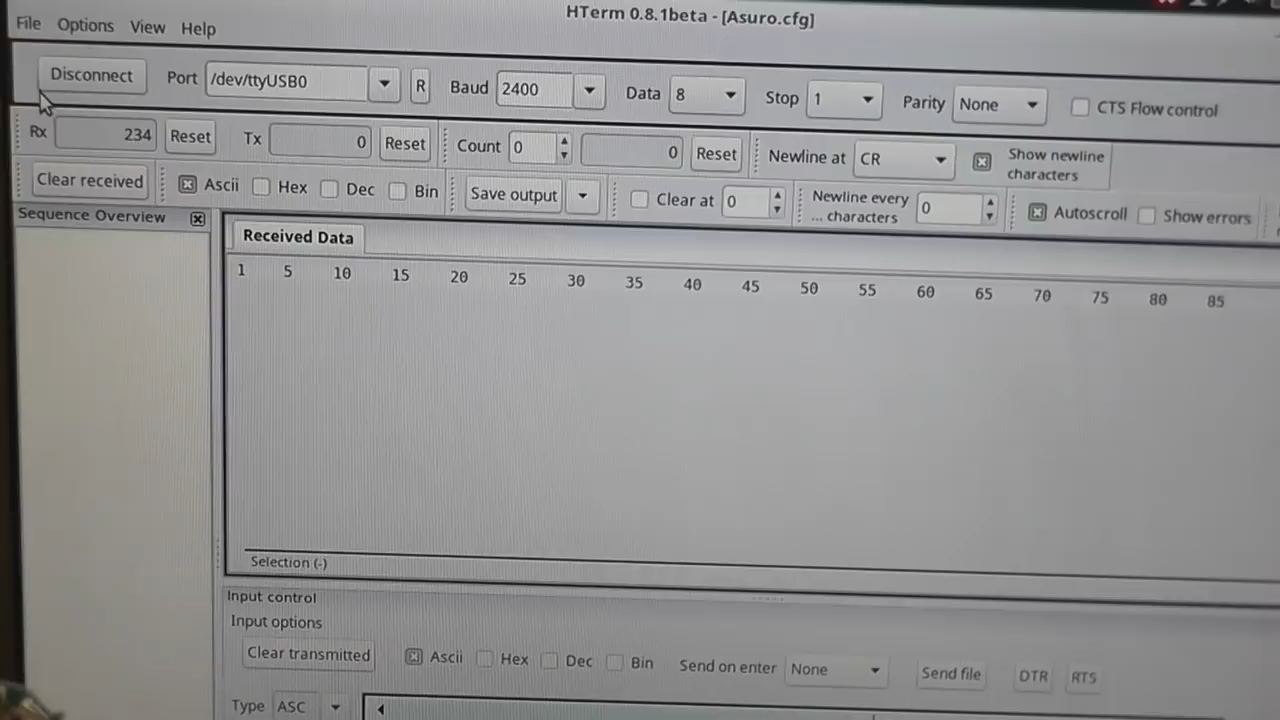 HTerm 0.8.1beta - [Asuro.cfg]
File Options View Help
Disconnect Port /dev/ttyUSB0 R Baud 2400 Data 8 Stop 1 Parity None CTS Flow control
Rx 234 Reset Tx 0 Reset Count 0 0 Reset Newline at CR Show newline
characters
Clear received Ascii Hex Dec Bin Save output Clear at 0 Newline every
... characters 0 Autoscroll Show errors
Sequence Overview
Received Data
1 5 10 15 20 25 30 35 40 45 50 55 60 65 70 75 80 85
Selection (-)
Input control
Input options
Clear transmitted Ascii Hex Dec Bin Send on enter None Send file DTR RTS
Type ASC